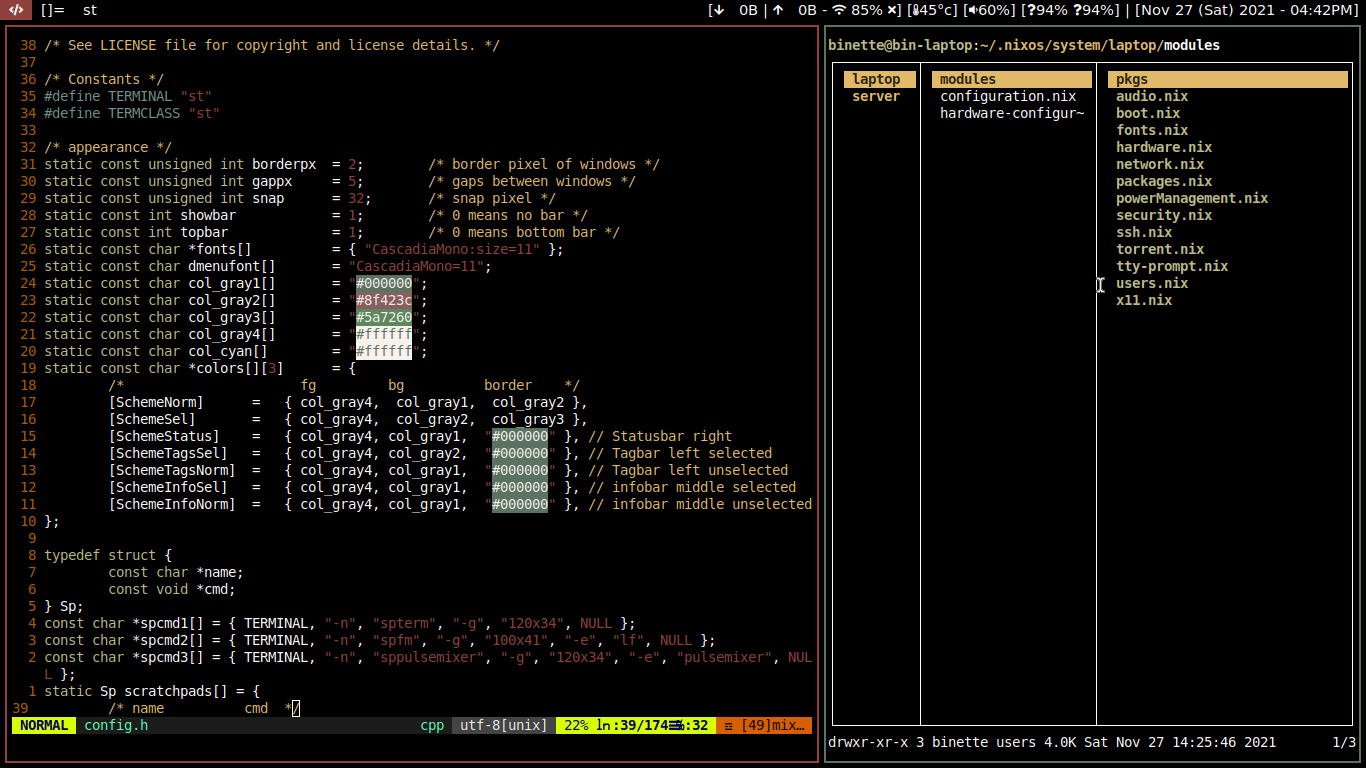 </> []= st [🡳 0B | 🡱 0B - 85% ×] [45°c] [60%] [?94% ?94%] | [Nov 27 (Sat) 2021 - 04:42PM]
38 /* See LICENSE file for copyright and license details. */
37
36 /* Constants */
35 #define TERMINAL "st"
34 #define TERMCLASS "st"
33
32 /* appearance */
31 static const unsigned int borderpx  = 2;        /* border pixel of windows */
30 static const unsigned int gappx     = 5;        /* gaps between windows */
29 static const unsigned int snap      = 32;       /* snap pixel */
28 static const int showbar            = 1;        /* 0 means no bar */
27 static const int topbar             = 1;        /* 0 means bottom bar */
26 static const char *fonts[]          = { "CascadiaMono:size=11" };
25 static const char dmenufont[]       = "CascadiaMono=11";
24 static const char col_gray1[]       = "#000000";
23 static const char col_gray2[]       = "#8f423c";
22 static const char col_gray3[]       = "#5a7260";
21 static const char col_gray4[]       = "#ffffff";
20 static const char col_cyan[]        = "#ffffff";
19 static const char *colors[][3]      = {
18         /*                      fg         bg          border    */
17         [SchemeNorm]      =   { col_gray4,  col_gray1,  col_gray2 },
16         [SchemeSel]       =   { col_gray4,  col_gray2,  col_gray3 },
15         [SchemeStatus]    =   { col_gray4, col_gray1,  "#000000" }, // Statusbar right
14         [SchemeTagsSel]   =   { col_gray4, col_gray2,  "#000000" }, // Tagbar left selected
13         [SchemeTagsNorm]  =   { col_gray4, col_gray1,  "#000000" }, // Tagbar left unselected
12         [SchemeInfoSel]   =   { col_gray4, col_gray1,  "#000000" }, // infobar middle selected
11         [SchemeInfoNorm]  =   { col_gray4, col_gray1,  "#000000" }, // infobar middle unselected
10 };
9
8 typedef struct {
7         const char *name;
6         const void *cmd;
5 } Sp;
4 const char *spcmd1[] = { TERMINAL, "-n", "spterm", "-g", "120x34", NULL };
3 const char *spcmd2[] = { TERMINAL, "-n", "spfm", "-g", "100x41", "-e", "lf", NULL };
2 const char *spcmd3[] = { TERMINAL, "-n", "sppulsemixer", "-g", "120x34", "-e", "pulsemixer", NUL
L };
1 static Sp scratchpads[] = {
39         /* name          cmd  */
NORMAL config.h cpp utf-8[unix] 22% :39/174 :32 [49]mix…
binette@bin-laptop:~/.nixos/system/laptop/modules
laptop
server
modules
configuration.nix
hardware-configur~
pkgs
audio.nix
boot.nix
fonts.nix
hardware.nix
network.nix
packages.nix
powerManagement.nix
security.nix
ssh.nix
torrent.nix
tty-prompt.nix
users.nix
x11.nix
drwxr-xr-x 3 binette users 4.0K Sat Nov 27 14:25:46 2021 1/3